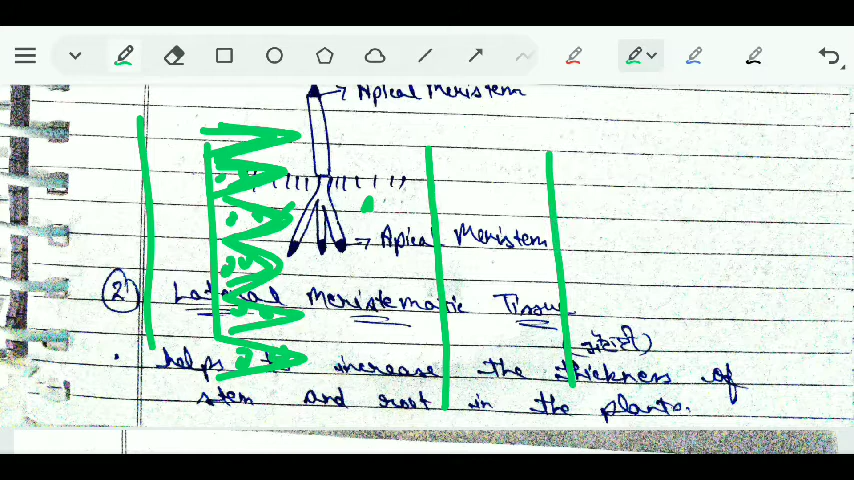 → Apical Meristem
→ Apical Meristem
(2) Lateral Meristematic Tissue
(मोटाई)
• helps to increase the thickness of
stem and root in the plants.